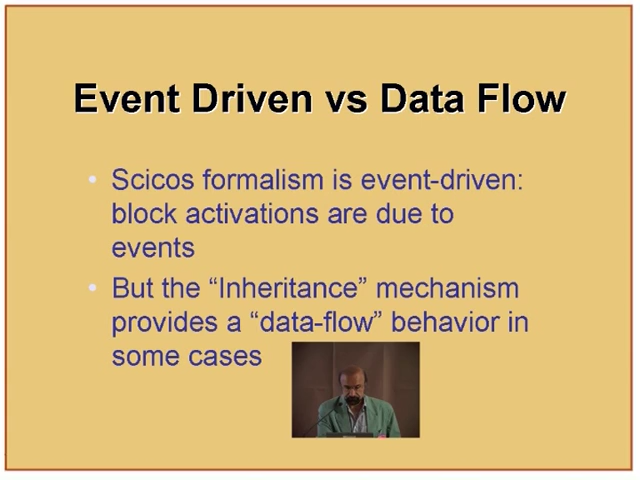 Event Driven vs Data Flow
• Scicos formalism is event-driven:
block activations are due to
events
• But the “Inheritance” mechanism
provides a “data-flow” behavior in
some cases